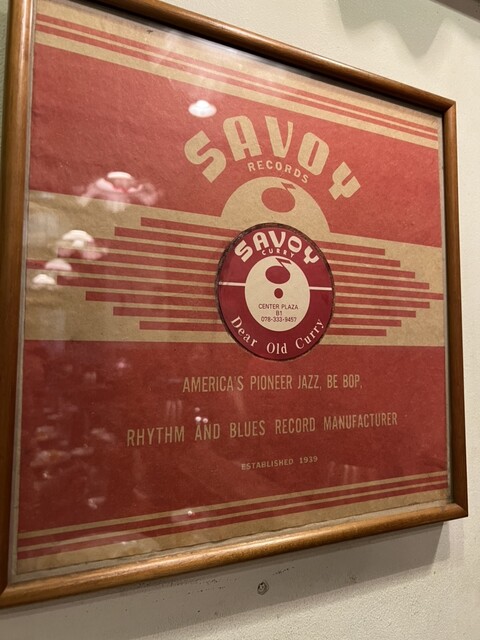 SAVOY
RECORDS
SAVOY
CURRY
CENTER PLAZA
B1
078-333-9457
Dear Old Curry
AMERICA'S PIONEER JAZZ, BE BOP,
RHYTHM AND BLUES RECORD MANUFACTURER
ESTABLISHED 1939